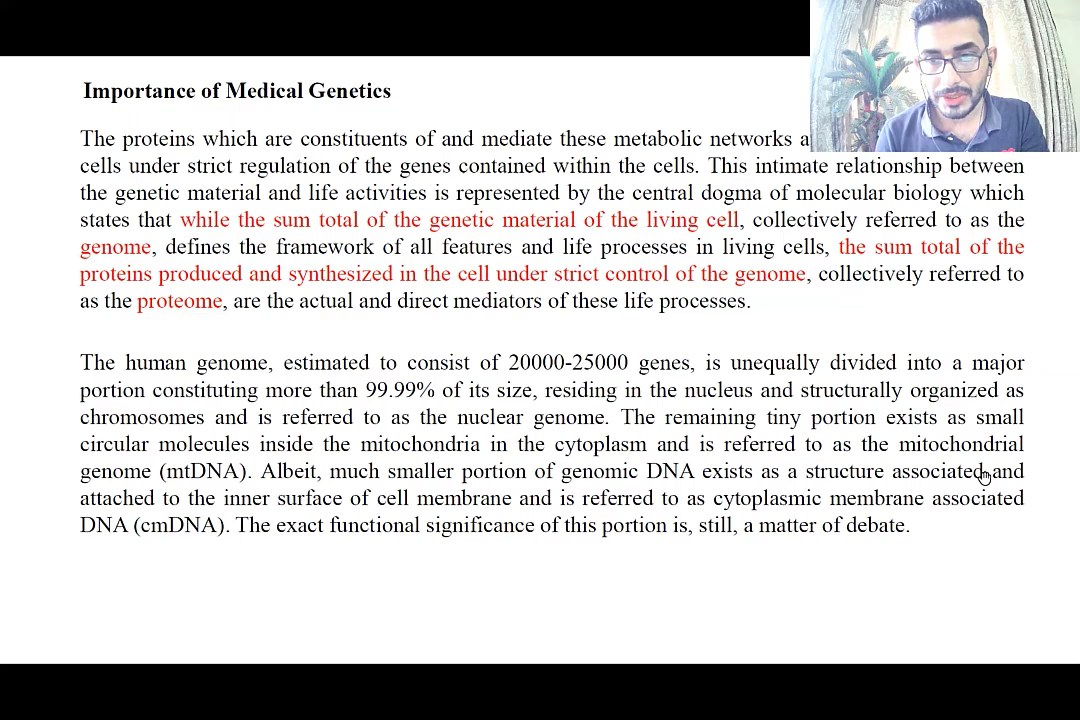 Importance of Medical Genetics
The proteins which are constituents of and mediate these metabolic networks
cells under strict regulation of the genes contained within the cells. This intimate relationship between
the genetic material and life activities is represented by the central dogma of molecular biology which
states that while the sum total of the genetic material of the living cell, collectively referred to as the
genome, defines the framework of all features and life processes in living cells, the sum total of the
proteins produced and synthesized in the cell under strict control of the genome, collectively referred to
as the proteome, are the actual and direct mediators of these life processes.
The human genome, estimated to consist of 20000-25000 genes, is unequally divided into a major
portion constituting more than 99.99% of its size, residing in the nucleus and structurally organized as
chromosomes and is referred to as the nuclear genome. The remaining tiny portion exists as small
circular molecules inside the mitochondria in the cytoplasm and is referred to as the mitochondrial
genome (mtDNA). Albeit, much smaller portion of genomic DNA exists as a structure associated and
attached to the inner surface of cell membrane and is referred to as cytoplasmic membrane associated
DNA (cmDNA). The exact functional significance of this portion is, still, a matter of debate.